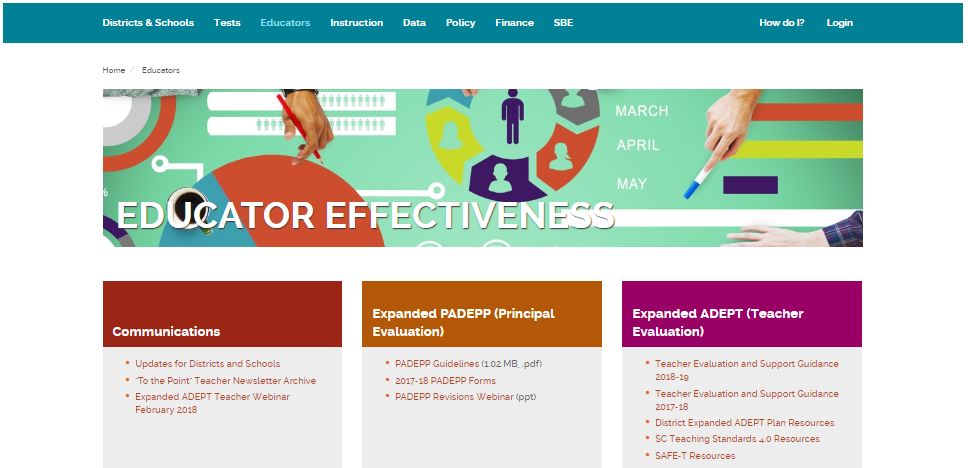 Districts & Schools Tests Educators Instruction Data Policy Finance SBE How do I? Login
Home / Educators
MARCH
APRIL
MAY
%
EDUCATOR EFFECTIVENESS
Communications
• Updates for Districts and Schools
• "To the Point" Teacher Newsletter Archive
• Expanded ADEPT Teacher Webinar
February 2018
Expanded PADEPP (Principal
Evaluation)
• PADEPP Guidelines (1.02 MB, .pdf)
• 2017-18 PADEPP Forms
• PADEPP Revisions Webinar (ppt)
Expanded ADEPT (Teacher
Evaluation)
• Teacher Evaluation and Support Guidance
2018-19
• Teacher Evaluation and Support Guidance
2017-18
• District Expanded ADEPT Plan Resources
• SC Teaching Standards 4.0 Resources
• SAFE-T Resources